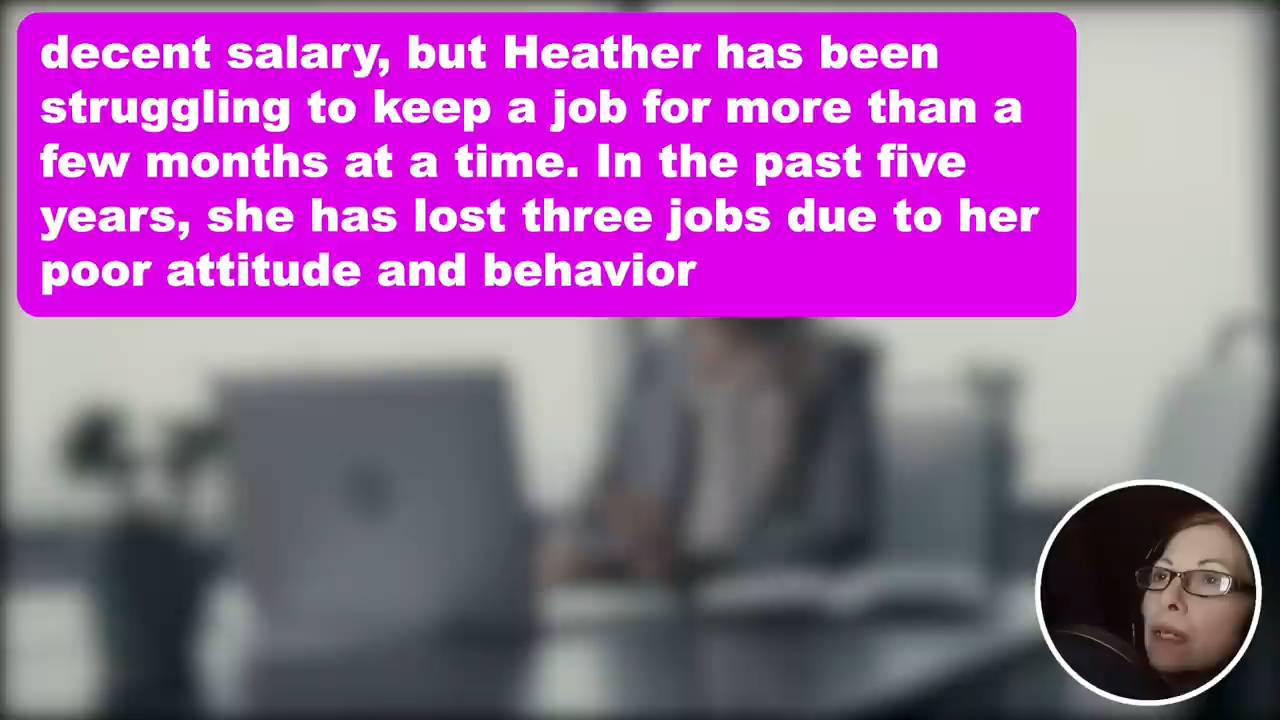 decent salary, but Heather has been
struggling to keep a job for more than a
few months at a time. In the past five
years, she has lost three jobs due to her
poor attitude and behavior